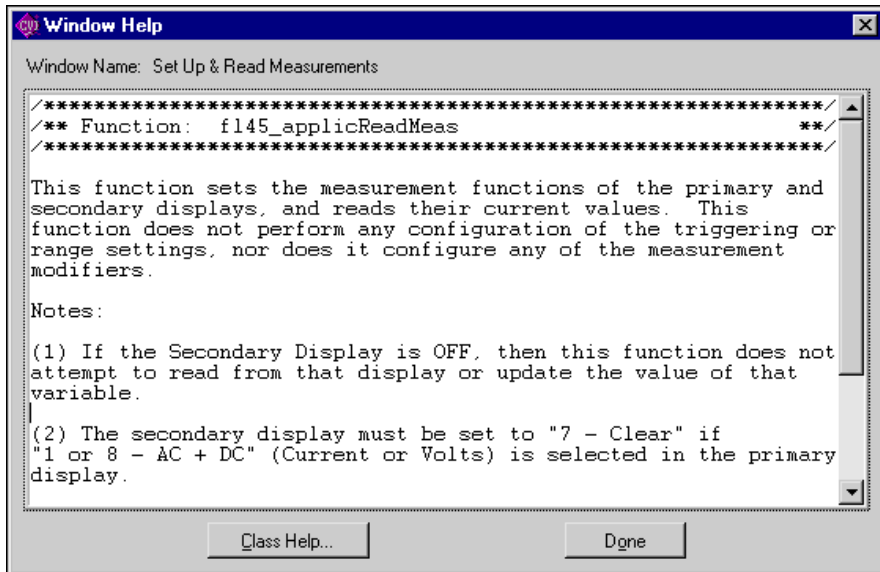 CVI Window Help
Window Name: Set Up & Read Measurements
/**************************************************************/
/** Function: fl45_applicReadMeas **/
/**************************************************************/
This function sets the measurement functions of the primary and
secondary displays, and reads their current values. This
function does not perform any configuration of the triggering or
range settings, nor does it configure any of the measurement
modifiers.
Notes:
(1) If the Secondary Display is OFF, then this function does not
attempt to read from that display or update the value of that
variable.
(2) The secondary display must be set to "7 - Clear" if
"1 or 8 - AC + DC" (Current or Volts) is selected in the primary
display.
Class Help... Done